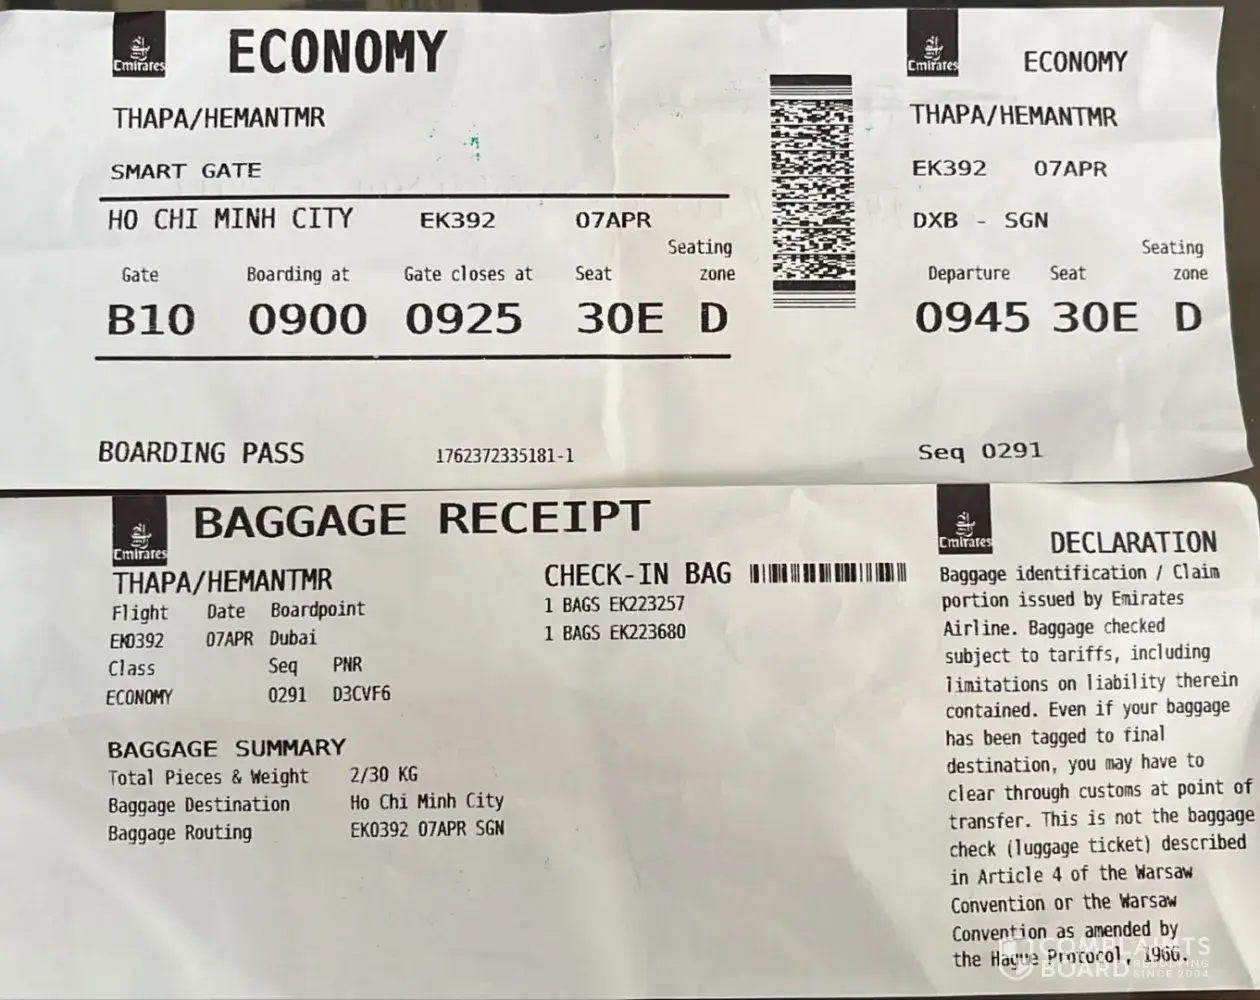 Emirates
ECONOMY
THAPA/HEMANTMR
SMART GATE
HO CHI MINH CITY EK392 07APR
Gate Boarding at Gate closes at Seat Seating zone
B10 0900 0925 30E D
BOARDING PASS 1762372335181-1
Emirates
ECONOMY
THAPA/HEMANTMR
EK392 07APR
DXB - SGN
Departure Seat Seating zone
0945 30E D
Seq 0291
Emirates
BAGGAGE RECEIPT
THAPA/HEMANTMR
Flight Date Boardpoint
EK0392 07APR Dubai
Class Seq PNR
ECONOMY 0291 D3CVF6
BAGGAGE SUMMARY
Total Pieces & Weight 2/30 KG
Baggage Destination Ho Chi Minh City
Baggage Routing EK0392 07APR SGN
CHECK-IN BAG
1 BAGS EK223257
1 BAGS EK223680
Emirates
DECLARATION
Baggage identification / Claim
portion issued by Emirates
Airline. Baggage checked
subject to tariffs, including
limitations on liability therein
contained. Even if your baggage
has been tagged to final
destination, you may have to
clear through customs at point of
transfer. This is not the baggage
check (luggage ticket) described
in Article 4 of the Warsaw
Convention or the Warsaw
Convention as amended by
the Hague Protocol, 1966.
COMPLAINTS
BOARD RESOLVING
SINCE 2004